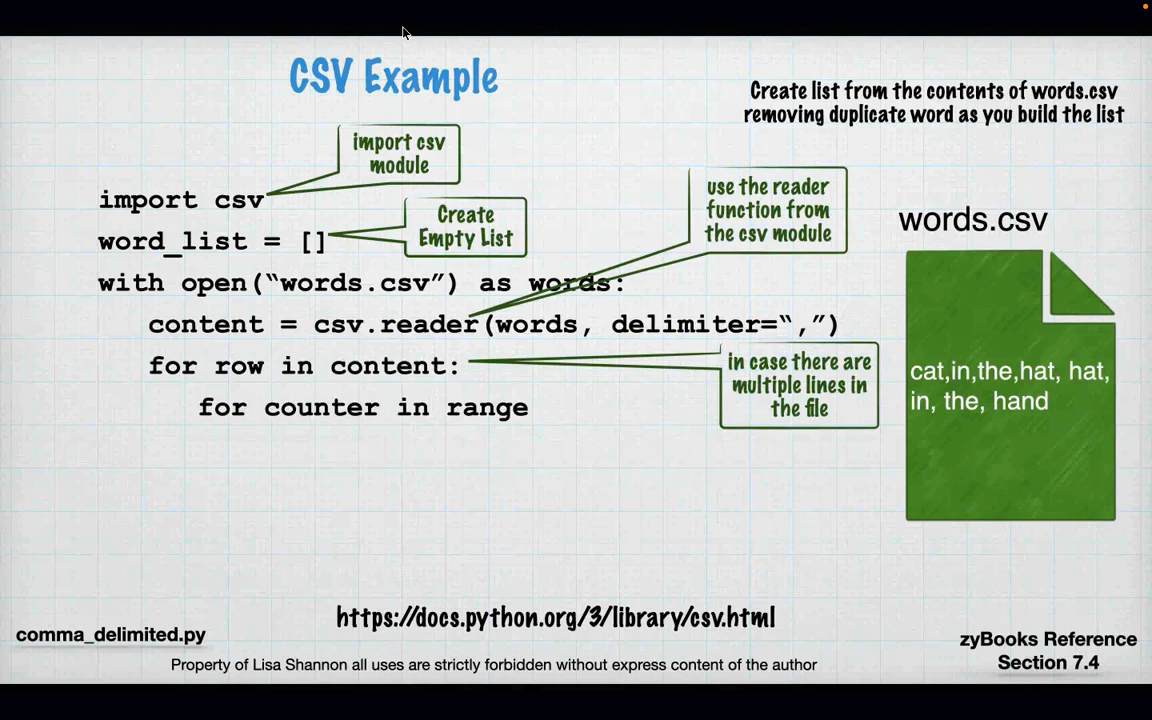 CSV Example
Create list from the contents of words.csv
removing duplicate word as you build the list
import csv
module
import csv
Create
Empty List
word_list = []
use the reader
function from
the csv module
with open(“words.csv”) as words:
content = csv.reader(words, delimiter=“,”)
for row in content:
in case there are
multiple lines in
the file
for counter in range
words.csv
cat,in,the,hat, hat,
in, the, hand
https://docs.python.org/3/library/csv.html
comma_delimited.py
Property of Lisa Shannon all uses are strictly forbidden without express content of the author
zyBooks Reference
Section 7.4